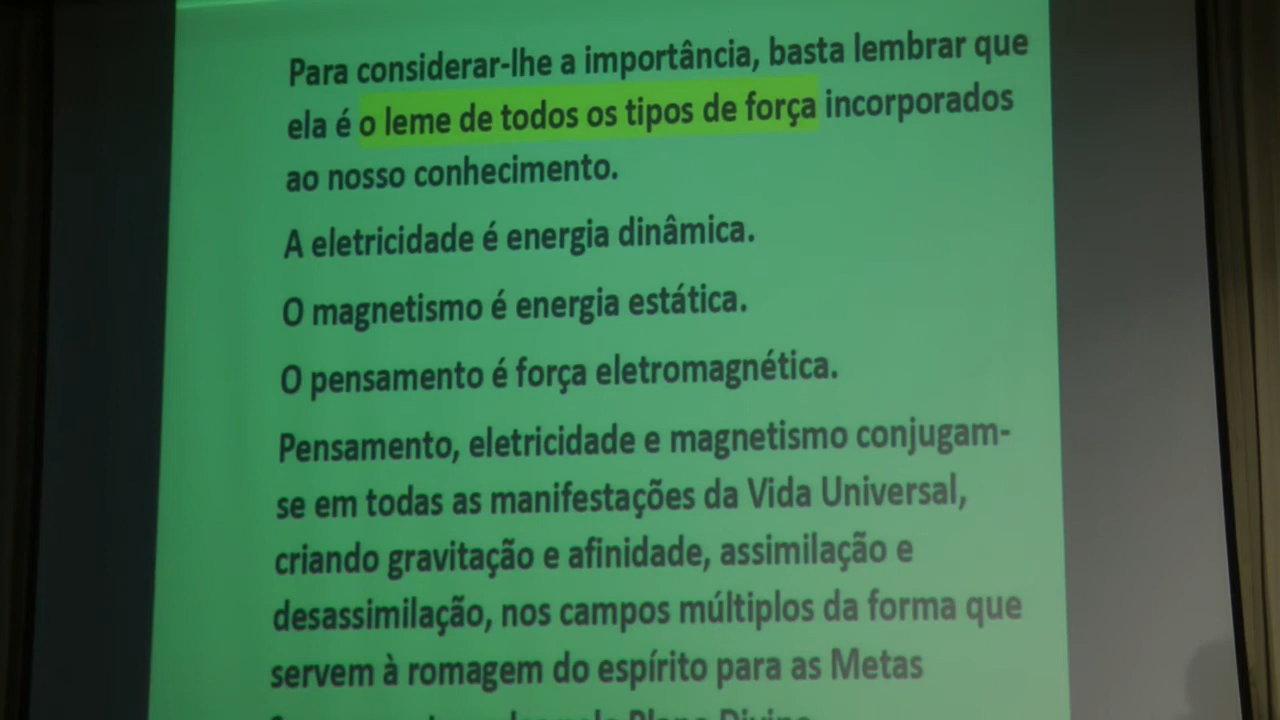 Para considerar-lhe a importância, basta lembrar que
ela é o leme de todos os tipos de força incorporados
ao nosso conhecimento.
A eletricidade é energia dinâmica.
O magnetismo é energia estática.
O pensamento é força eletromagnética.
Pensamento, eletricidade e magnetismo conjugam-
se em todas as manifestações da Vida Universal,
criando gravitação e afinidade, assimilação e
desassimilação, nos campos múltiplos da forma que
servem à romagem do espírito para as Metas
pelo Plano Divino